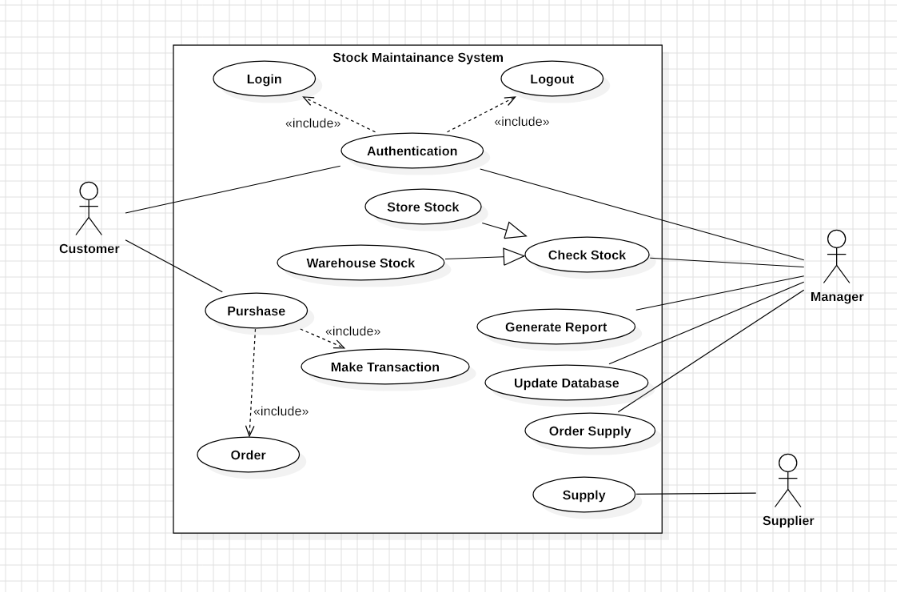 Stock Maintainance System
Login
Logout
«include»
«include»
Authentication
Store Stock
Customer
Warehouse Stock
Check Stock
Manager
Purshase
«include»
Generate Report
Make Transaction
Update Database
«include»
Order Supply
Order
Supply
Supplier